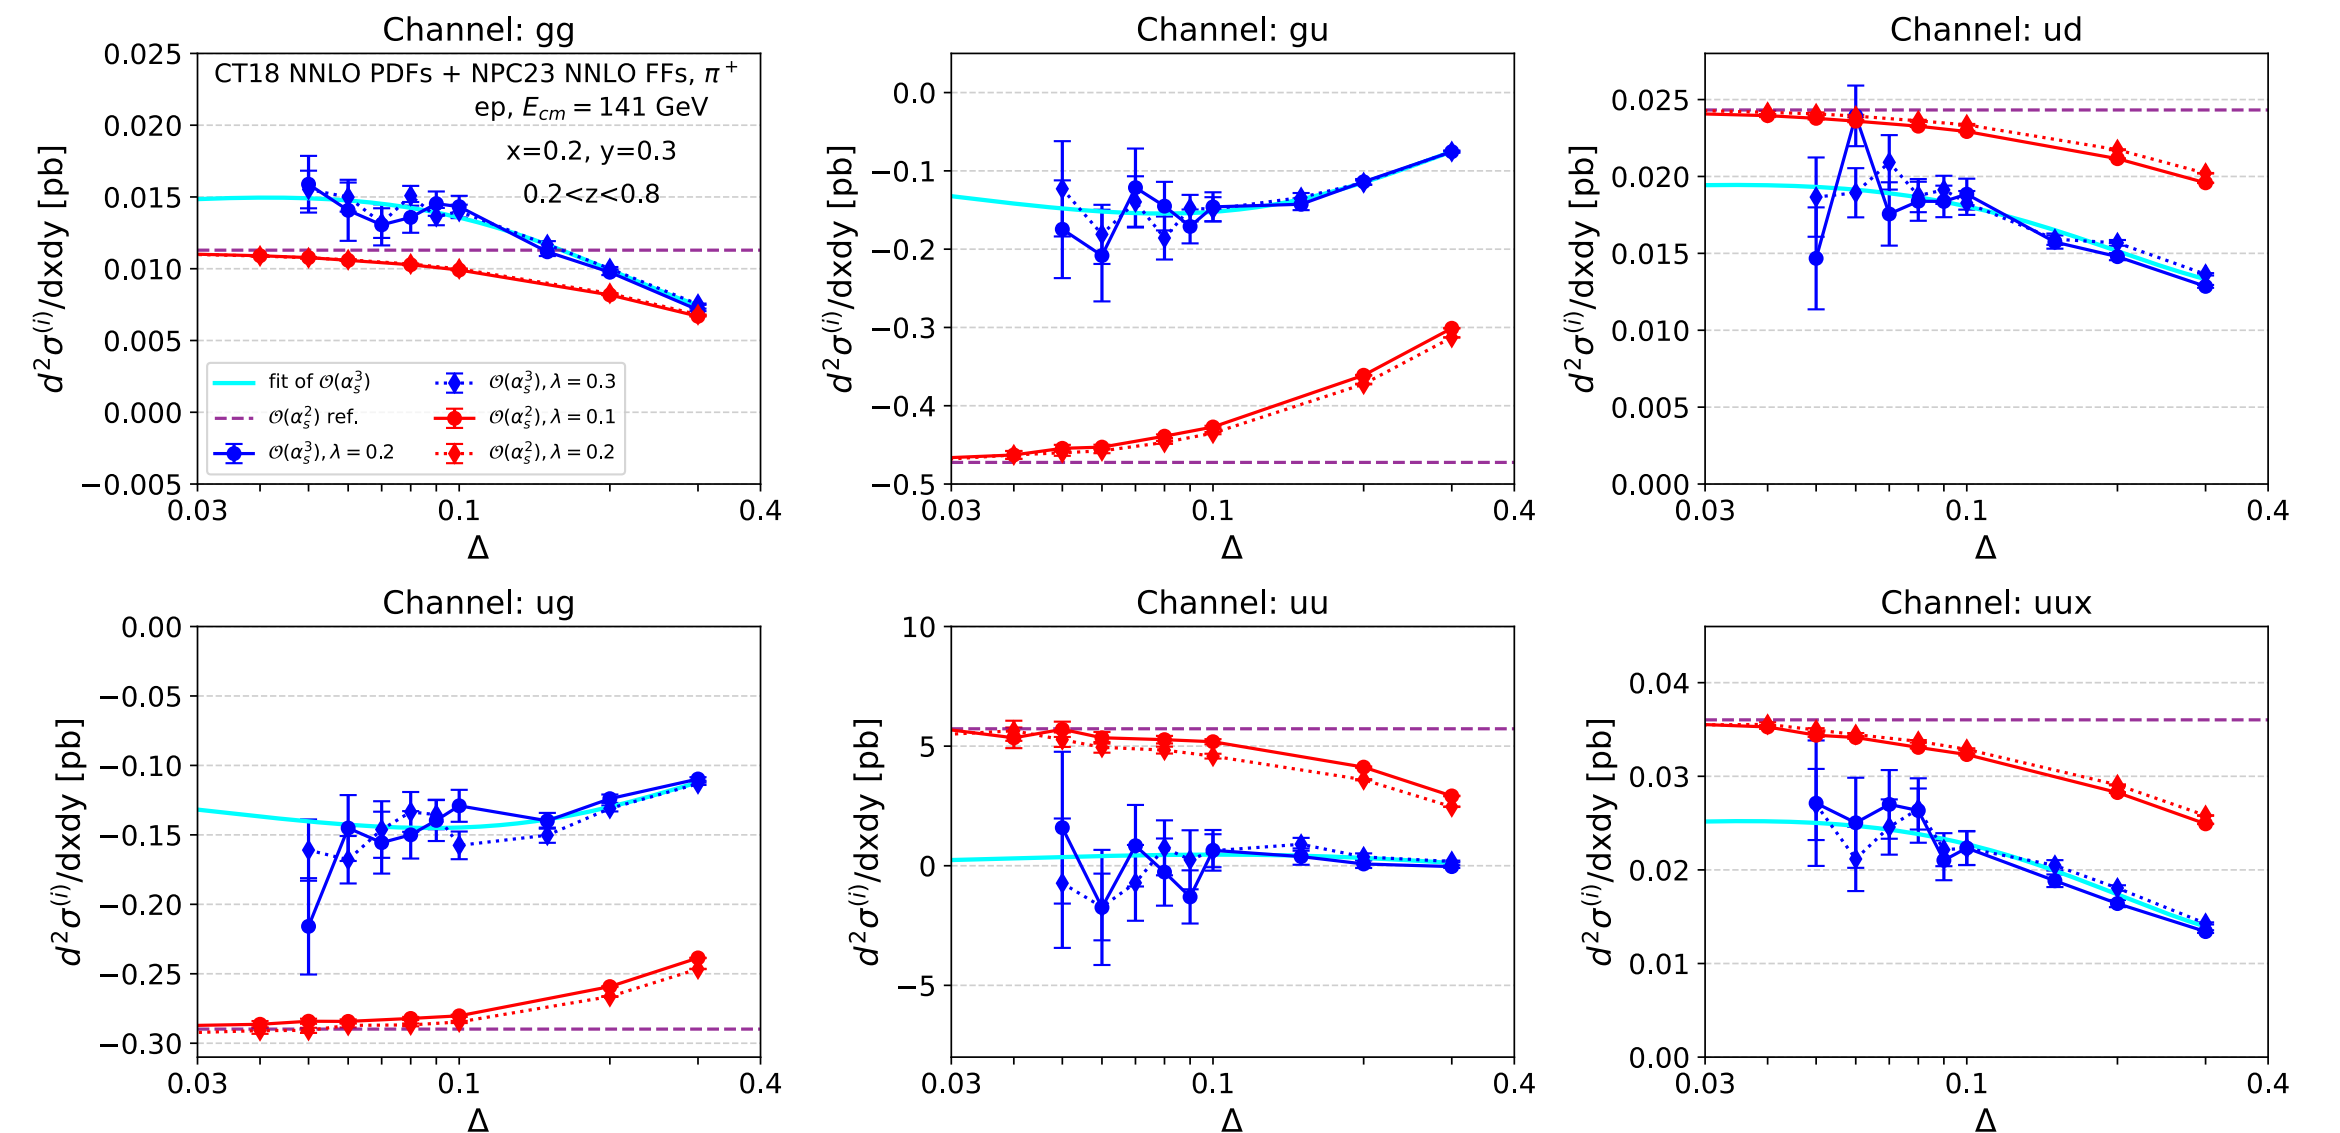 Channel: gg
CT18 NNLO PDFs + NPC23 NNLO FFs, π⁺
ep, E_cm = 141 GeV
x=0.2, y=0.3
0.2<z<0.8
fit of 𝒪(α_s³)
𝒪(α_s²) ref.
𝒪(α_s³), λ = 0.2
𝒪(α_s³), λ = 0.3
𝒪(α_s²), λ = 0.1
𝒪(α_s²), λ = 0.2
d²σ⁽ⁱ⁾/dxdy [pb]
0.025
0.020
0.015
0.010
0.005
0.000
−0.005
0.03 0.1 0.4
Δ
Channel: gu
d²σ⁽ⁱ⁾/dxdy [pb]
0.0
−0.1
−0.2
−0.3
−0.4
−0.5
0.03 0.1 0.4
Δ
Channel: ud
d²σ⁽ⁱ⁾/dxdy [pb]
0.025
0.020
0.015
0.010
0.005
0.000
0.03 0.1 0.4
Δ
Channel: ug
d²σ⁽ⁱ⁾/dxdy [pb]
0.00
−0.05
−0.10
−0.15
−0.20
−0.25
−0.30
0.03 0.1 0.4
Δ
Channel: uu
d²σ⁽ⁱ⁾/dxdy [pb]
10
5
0
−5
0.03 0.1 0.4
Δ
Channel: uux
d²σ⁽ⁱ⁾/dxdy [pb]
0.04
0.03
0.02
0.01
0.00
0.03 0.1 0.4
Δ